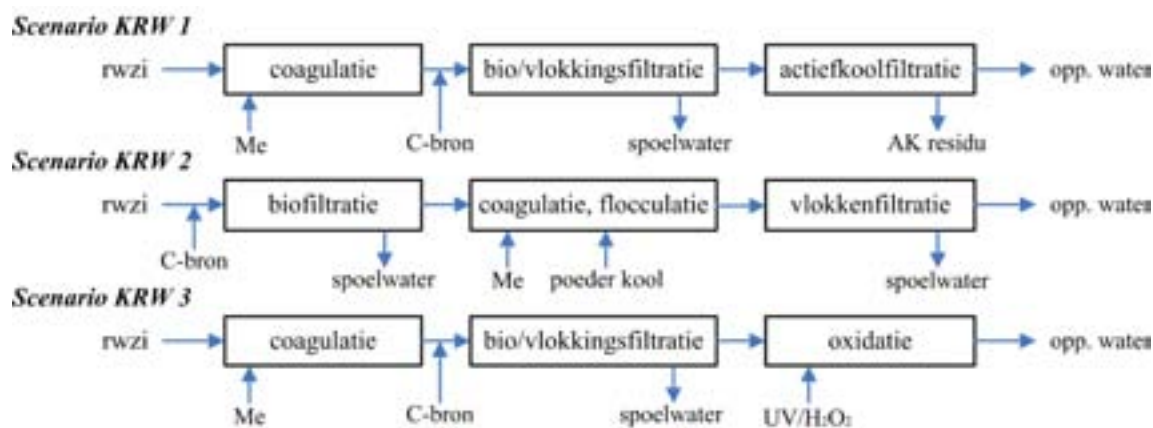 Scenario KRW 1
rwzi coagulatie bio/vlokkingsfiltratie actiefkoolfiltratie opp. water
Me C-bron spoelwater AK residu
Scenario KRW 2
rwzi biofiltratie coagulatie, flocculatie vlokkenfiltratie opp. water
C-bron spoelwater Me poeder kool spoelwater
Scenario KRW 3
rwzi coagulatie bio/vlokkingsfiltratie oxidatie opp. water
Me C-bron spoelwater UV/H₂O₂